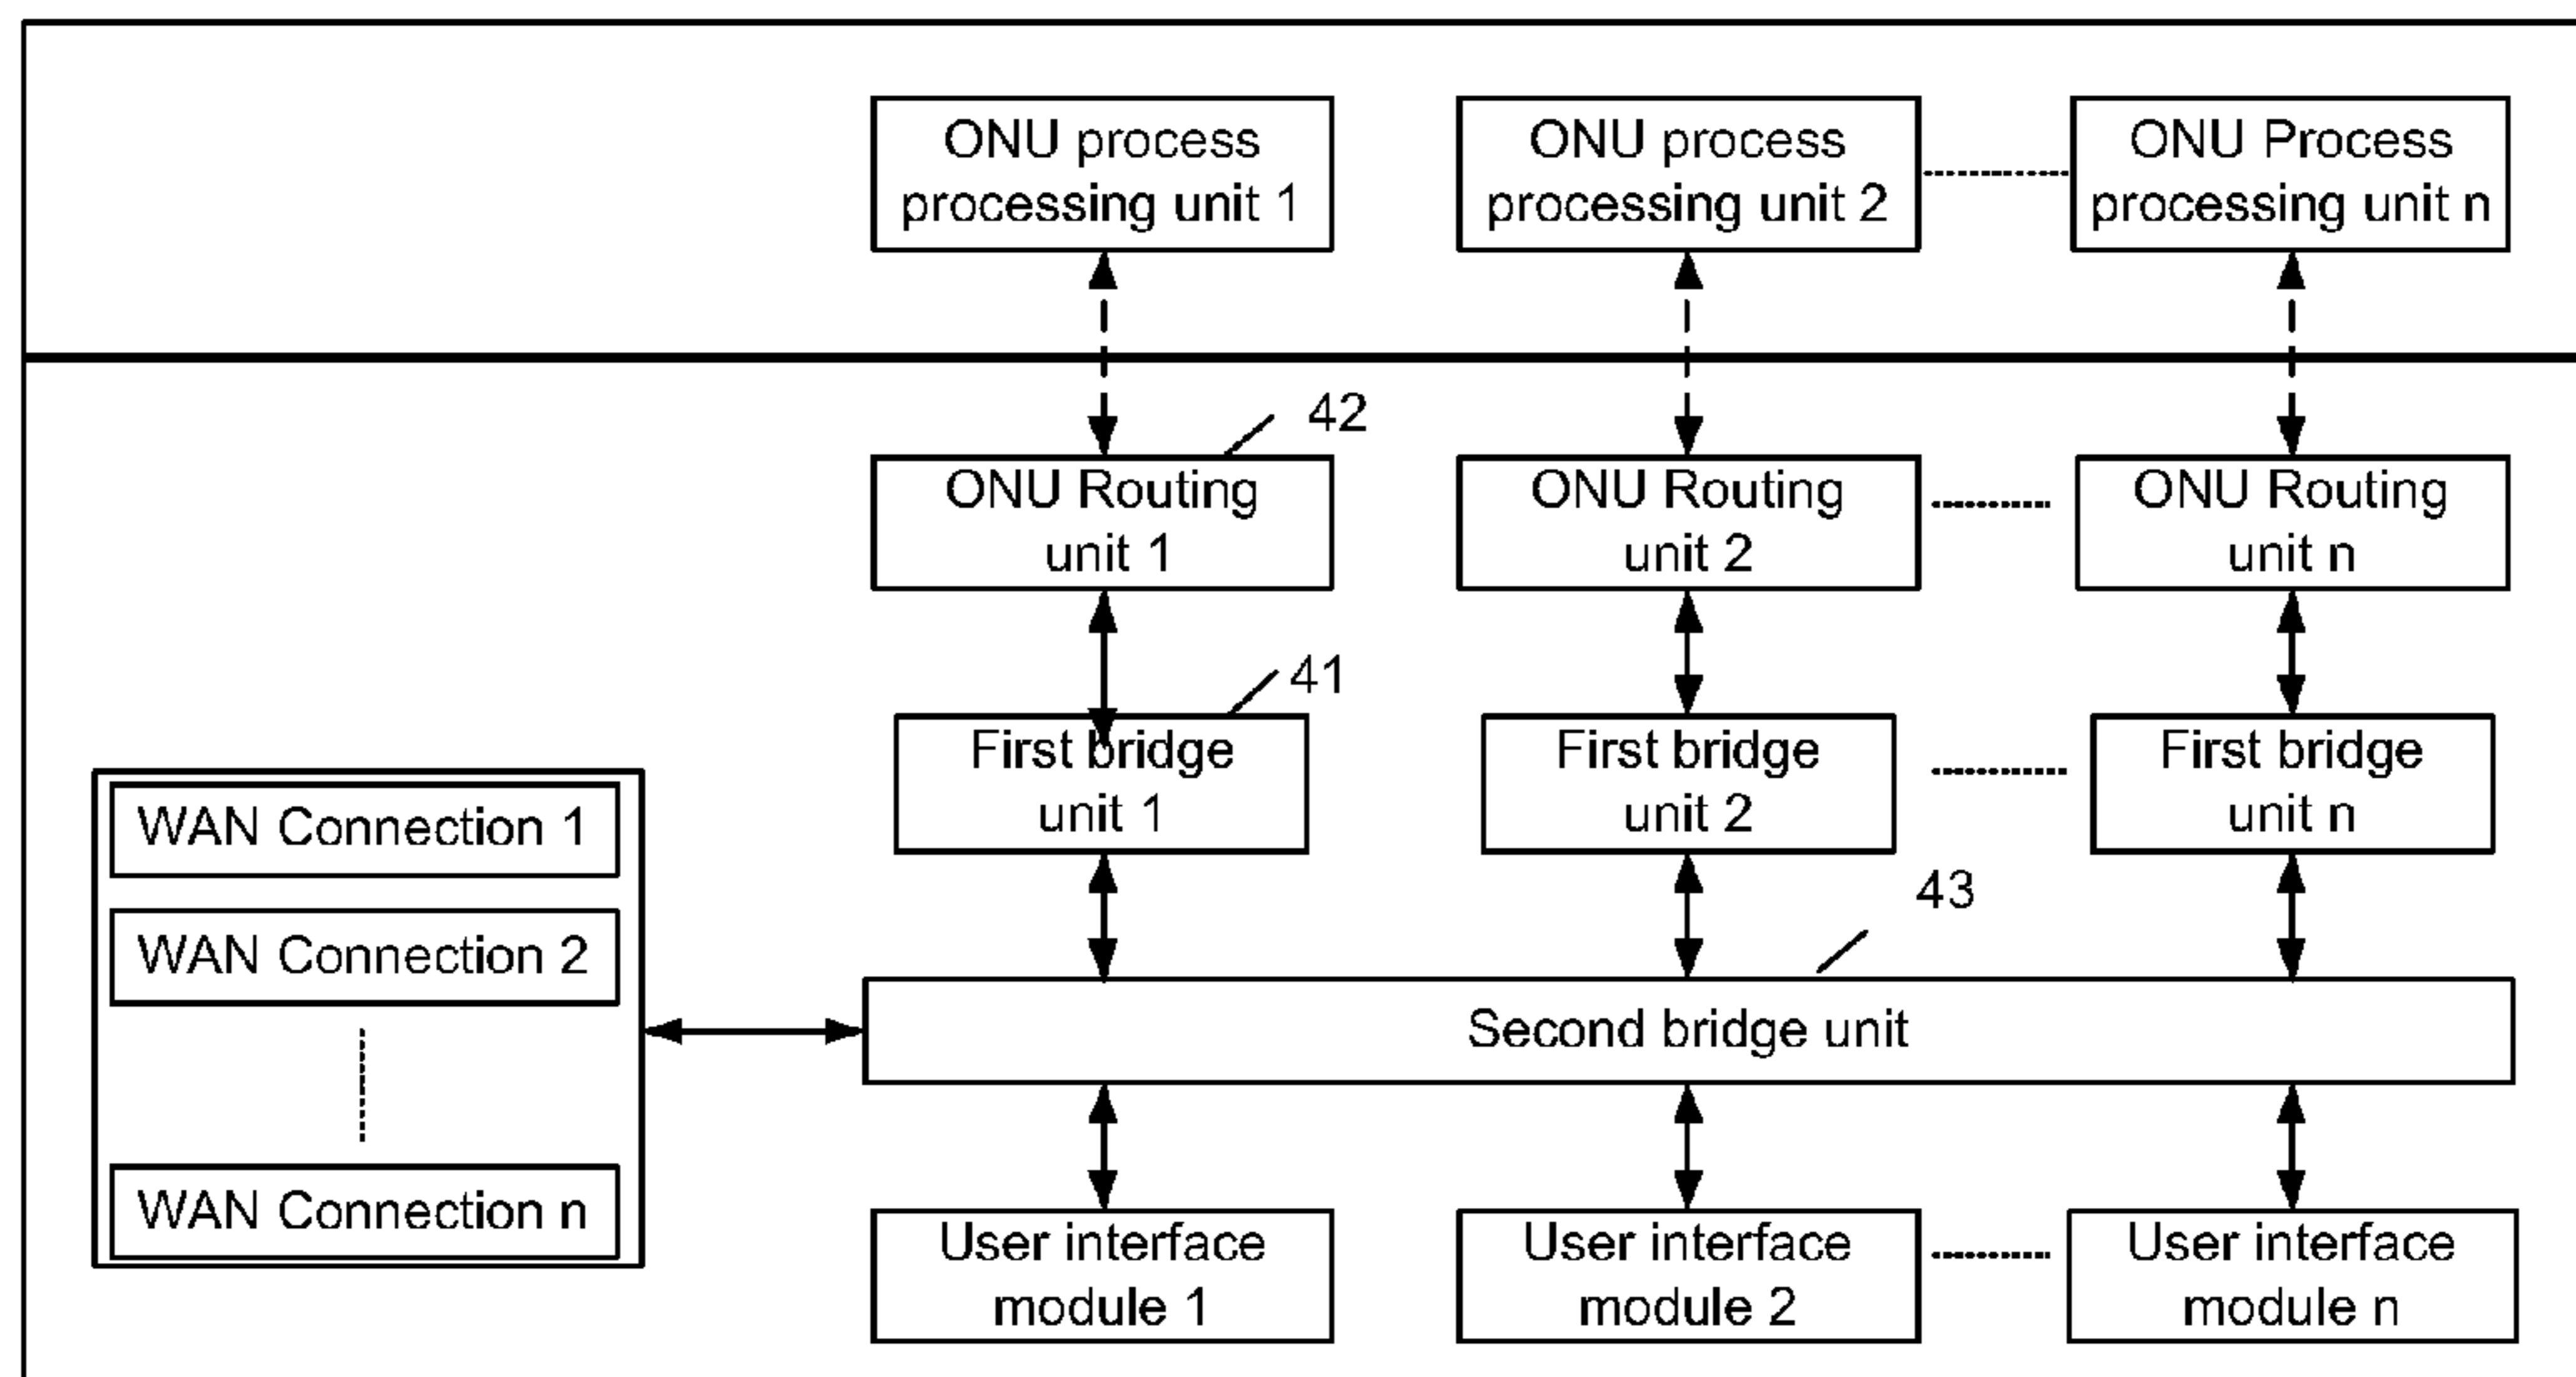 ONU process
processing unit 1
ONU process
processing unit 2
ONU Process
processing unit n
42
ONU Routing
unit 1
ONU Routing
unit 2
ONU Routing
unit n
41
First bridge
unit 1
First bridge
unit 2
First bridge
unit n
WAN Connection 1
WAN Connection 2
WAN Connection n
43
Second bridge unit
User interface
module 1
User interface
module 2
User interface
module n